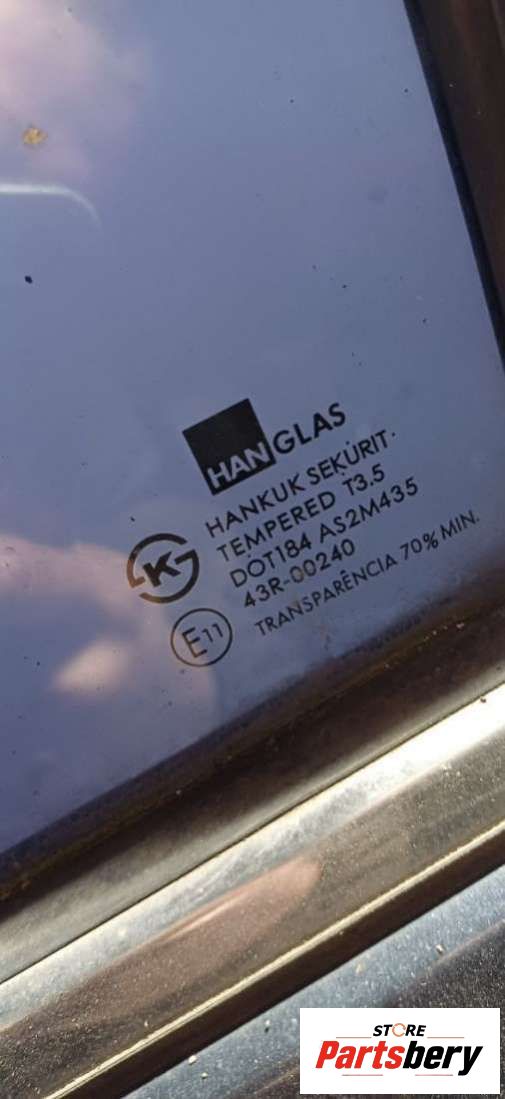 HANGLAS
HANKUK SEKURIT.
TEMPERED T3.5
DOT184 AS2M435
43R-00240
TRANSPARÊNCIA 70% MIN.
K
E11
STORE
Partsbery